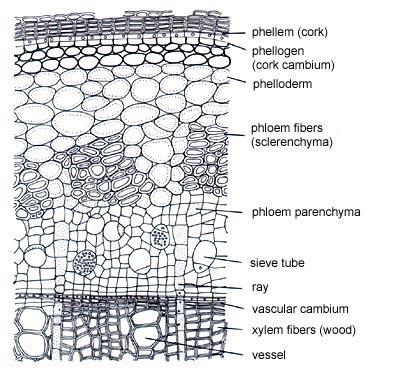 phellem (cork)
phellogen
(cork cambium)
phelloderm
phloem fibers
(sclerenchyma)
phloem parenchyma
sieve tube
ray
vascular cambium
xylem fibers (wood)
vessel